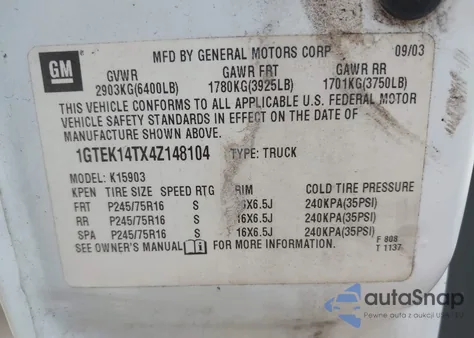 MFD BY GENERAL MOTORS CORP 09/03
GM
GVWR GAWR FRT GAWR RR
2903KG(6400LB) 1780KG(3925LB) 1701KG(3750LB)
THIS VEHICLE CONFORMS TO ALL APPLICABLE U.S. FEDERAL MOTOR
VEHICLE SAFETY STANDARDS IN EFFECT ON THE DATE OF
MANUFACTURE SHOWN ABOVE.
1GTEK14TX4Z148104 TYPE: TRUCK
MODEL: K15903
KPEN TIRE SIZE SPEED RTG RIM COLD TIRE PRESSURE
FRT P245/75R16 S 16X6.5J 240KPA(35PSI)
RR P245/75R16 S 16X6.5J 240KPA(35PSI)
SPA P245/75R16 S 16X6.5J 240KPA(35PSI)
SEE OWNER'S MANUAL FOR MORE INFORMATION.
F 808
T 1137
autoSnap
Pewne auto z aukcji USA